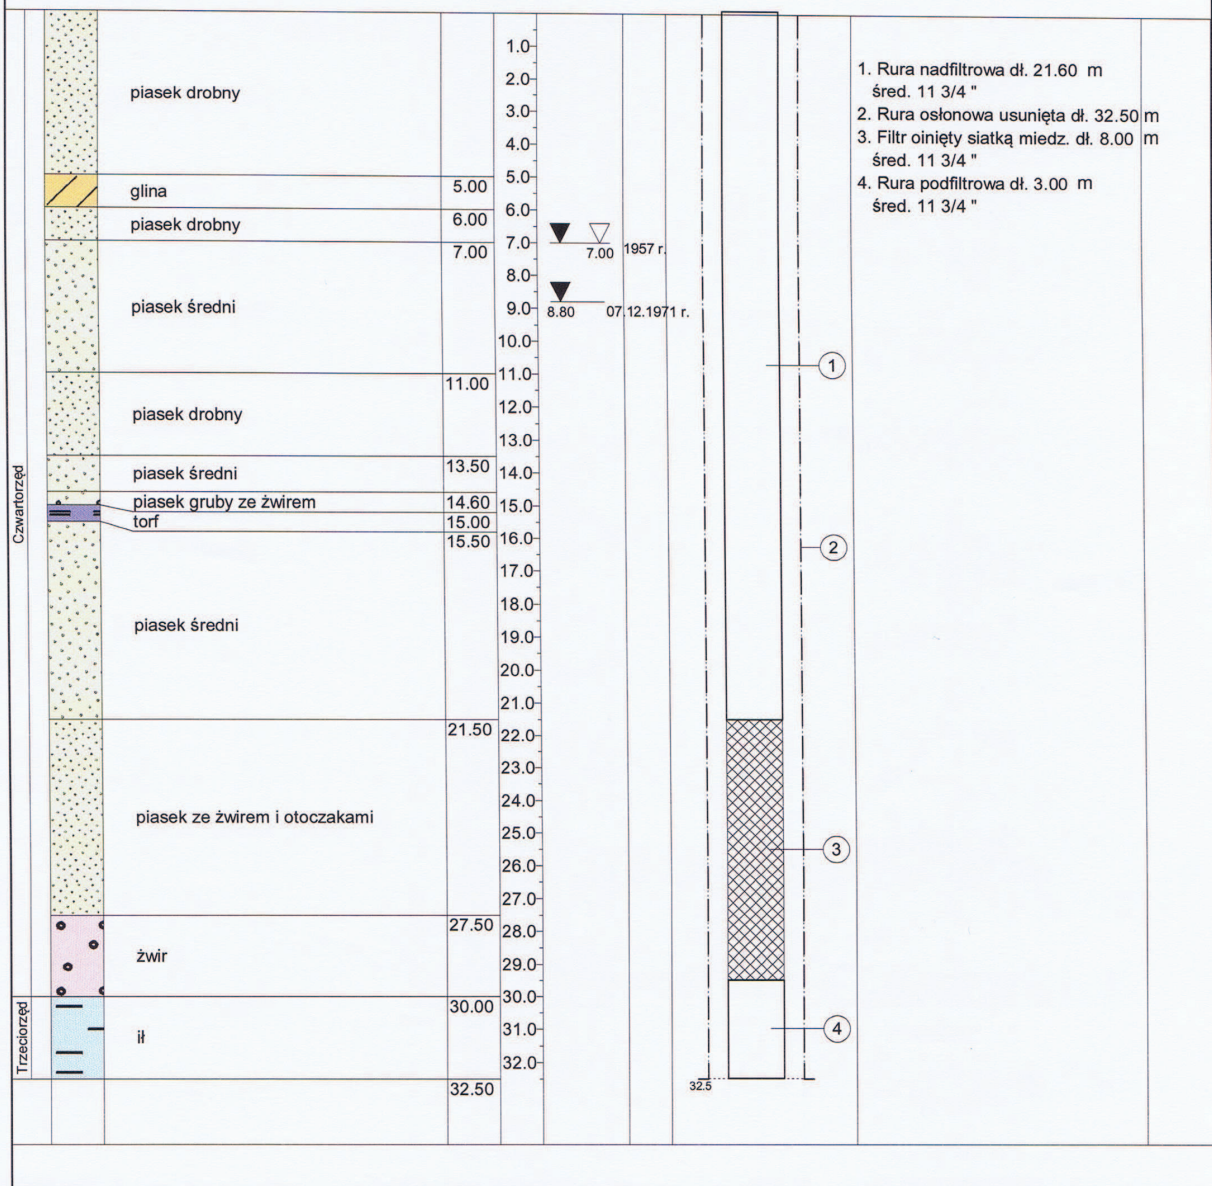 Czwartorzęd
Trzeciorzęd
piasek drobny
glina
piasek drobny
piasek średni
piasek drobny
piasek średni
piasek gruby ze żwirem
torf
piasek średni
piasek ze żwirem i otoczakami
żwir
ił
5.00
6.00
7.00
11.00
13.50
14.60
15.00
15.50
21.50
27.50
30.00
32.50
1.0
2.0
3.0
4.0
5.0
6.0
7.0
8.0
9.0
10.0
11.0
12.0
13.0
14.0
15.0
16.0
17.0
18.0
19.0
20.0
21.0
22.0
23.0
24.0
25.0
26.0
27.0
28.0
29.0
30.0
31.0
32.0
7.00 1957 r.
8.80 07.12.1971 r.
1
2
3
4
32.5
1. Rura nadfiltrowa dł. 21.60 m
śred. 11 3/4 "
2. Rura osłonowa usunięta dł. 32.50 m
3. Filtr oinięty siatką miedz. dł. 8.00 m
śred. 11 3/4 "
4. Rura podfiltrowa dł. 3.00 m
śred. 11 3/4 "